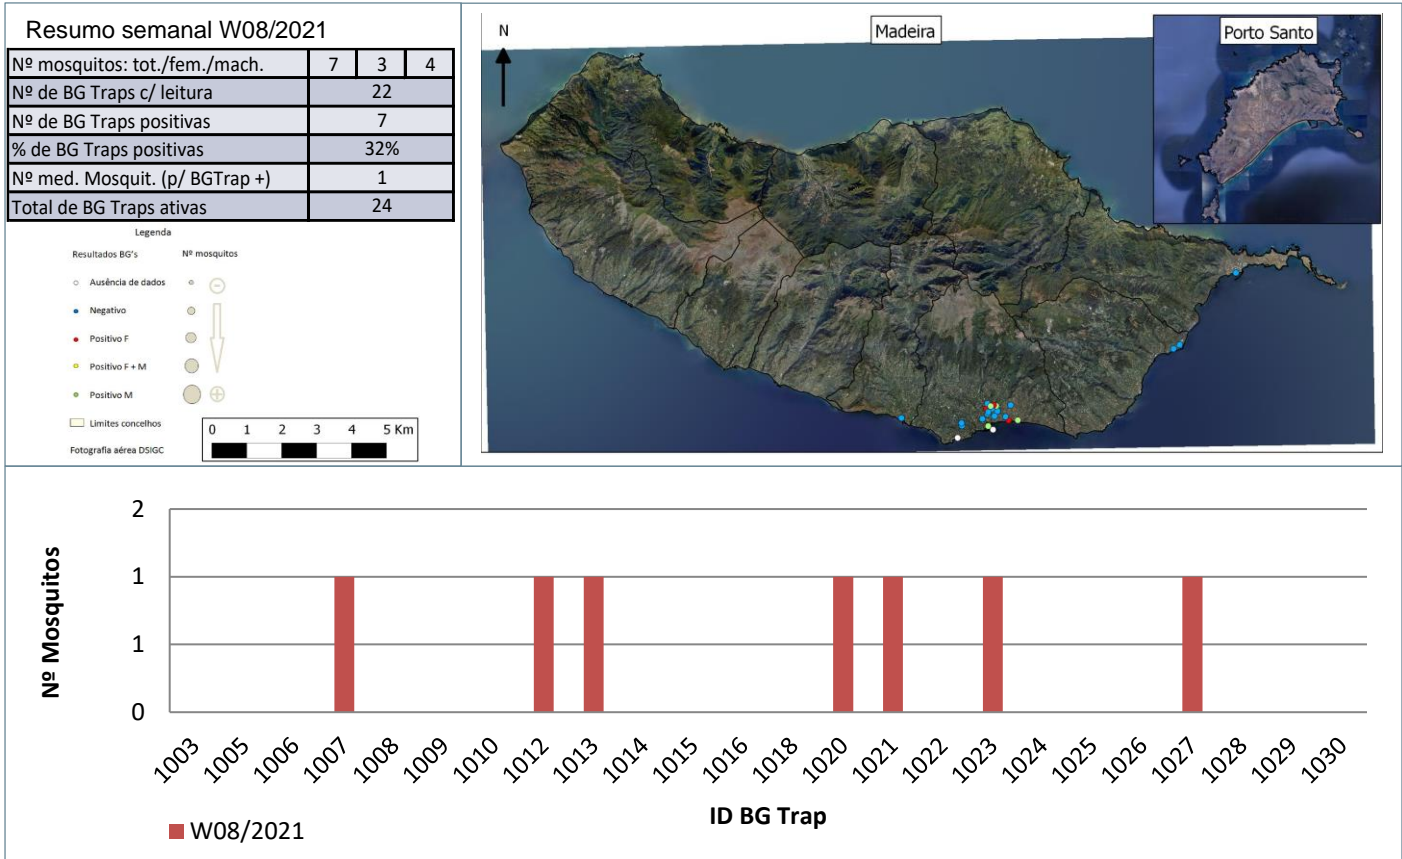 Resumo semanal W08/2021
Nº mosquitos: tot./fem./mach. 7 3 4
Nº de BG Traps c/ leitura 22
Nº de BG Traps positivas 7
% de BG Traps positivas 32%
Nº med. Mosquit. (p/ BGTrap +) 1
Total de BG Traps ativas 24
Legenda
Resultados BG's Nº mosquitos
Ausência de dados
Negativo
Positivo F
Positivo F + M
Positivo M
Limites concelhos
Fotografia aérea DSIGC
0 1 2 3 4 5 Km
N
Madeira
Porto Santo
Nº Mosquitos
2
1
1
0
1003 1005 1006 1007 1008 1009 1010 1012 1013 1014 1015 1016 1018 1020 1021 1022 1023 1024 1025 1026 1027 1028 1029 1030
ID BG Trap
W08/2021